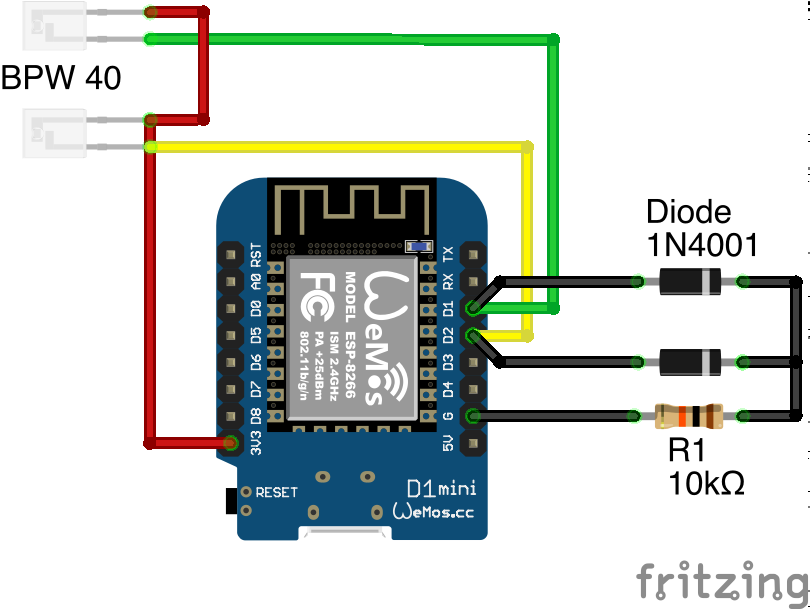 BPW 40
Diode
1N4001
RST
A0
D0
D5
D6
D7
D8
3V3
TX
RX
D1
D2
D3
D4
G
5V
WeMos
MODEL ESP-8266
ISM 2.4GHz
PA +25dBm
802.11b/g/n
FC
R1
10kΩ
RESET
D1 mini
WeMos.cc
fritzing